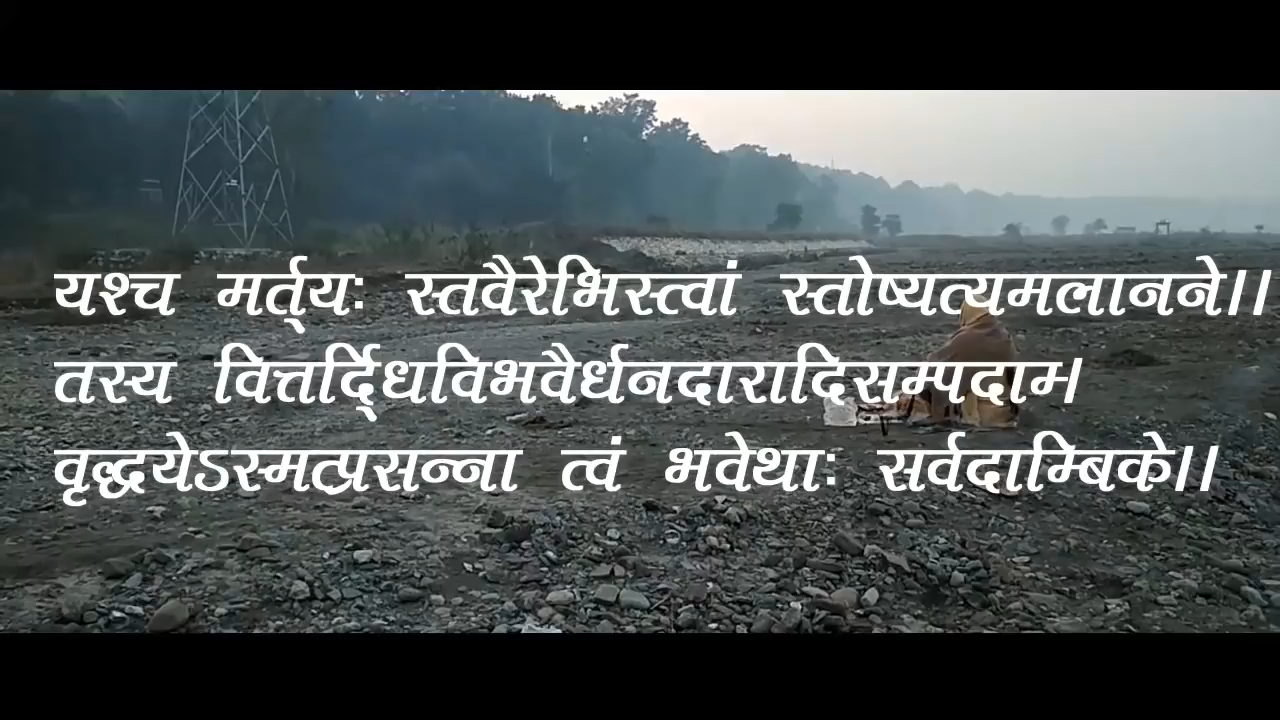 यश्च मर्त्‌यः स्तवैरेभिस्त्वां स्तोष्यत्यमलानने।।
तस्य वित्तर्द्‌धिविभवैर्धनदारादिसम्पदाम्।
वृद्धयेऽस्मत्प्रसन्ना त्वं भवेथाः सर्वदाम्बिके।।